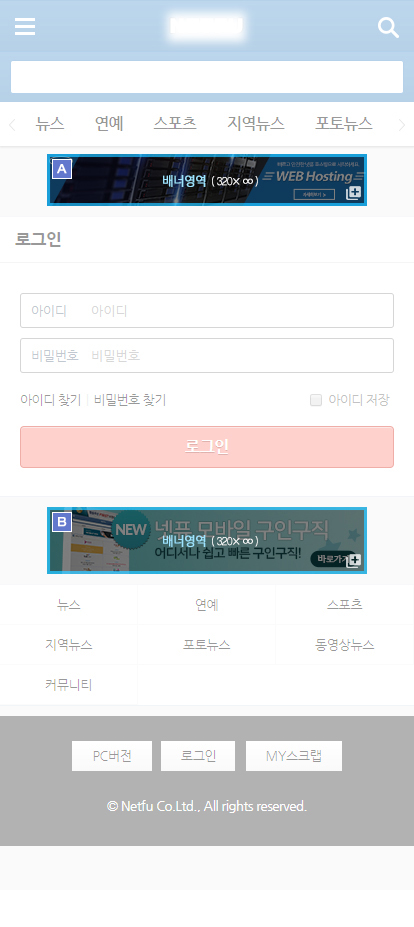 뉴스 연예 스포츠 지역뉴스 포토뉴스
A
배너영역 ( 320 X ∞ )
WEB Hosting
로그인
아이디 아이디
비밀번호 비밀번호
아이디 찾기 | 비밀번호 찾기 아이디 저장
로그인
B
NEW 넷퓨 모바일 구인구직
배너영역 ( 320 X ∞ )
어디서나 쉽고 빠른 구인구직!
바로가기
뉴스 연예 스포츠
지역뉴스 포토뉴스 동영상뉴스
커뮤니티
PC버전 로그인 MY스크랩
© Netfu Co.Ltd., All rights reserved.